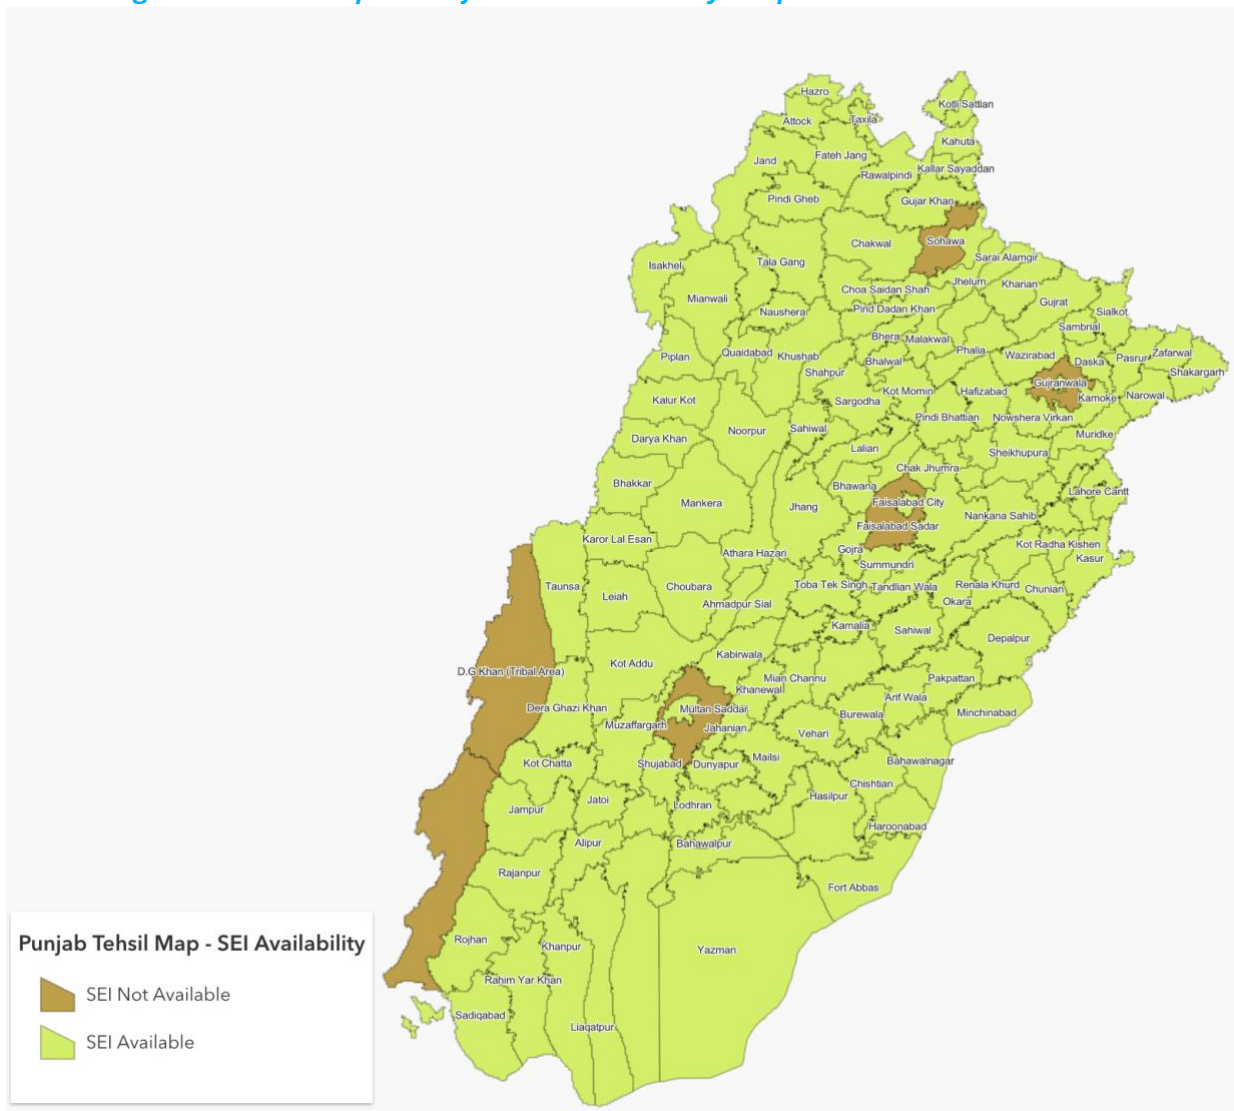 Hazro
Kotli Sattian
Attock
Taxila
Kahuta
Fateh Jang
Jand
Kallar Sayaddan
Rawalpindi
Pindi Gheb
Gujar Khan
Chakwal
Sohawa
Sarai Alamgir
Isakhel
Tala Gang
Jhelum
Kharian
Choa Saidan Shah
Mianwali
Gujrat
Naushera
Pind Dadan Khan
Sialkot
Sambrial
Bhera
Malakwal
Phalia
Quaidabad
Khushab
Wazirabad
Zafarwal
Piplan
Bhalwal
Daska
Pasrur
Shahpur
Shakargarh
Gujranwala
Kot Momin
Hafizabad
Narowal
Kalur Kot
Sargodha
Kamoke
Pindi Bhattian
Nowshera Virkan
Noorpur
Sahiwal
Darya Khan
Muridke
Lalian
Sheikhupura
Chak Jhumra
Bhakkar
Bhawana
Lahore Cantt
Mankera
Faisalabad City
Jhang
Nankana Sahib
Faisalabad Sadar
Karor Lal Esan
Kot Radha Kishen
Athara Hazari
Gojra
Kasur
Summundri
Taunsa
Choubara
Toba Tek Singh
Tandlian Wala
Renala Khurd
Chunian
Leiah
Ahmadpur Sial
Okara
Kamalia
Sahiwal
Depalpur
Kabirwala
Kot Addu
D.G Khan (Tribal Area)
Mian Channu
Pakpattan
Khanewal
Arif Wala
Dera Ghazi Khan
Multan Saddar
Burewala
Minchinabad
Muzaffargarh
Jahanian
Vehari
Mailsi
Bahawalnagar
Kot Chatta
Shujabad
Dunyapur
Chishtian
Hasilpur
Jatoi
Lodhran
Jampur
Haroonabad
Alipur
Bahawalpur
Rajanpur
Fort Abbas
Rojhan
Khanpur
Yazman
Rahim Yar Khan
Sadiqabad
Liaqatpur
Punjab Tehsil Map - SEI Availability
SEI Not Available
SEI Available